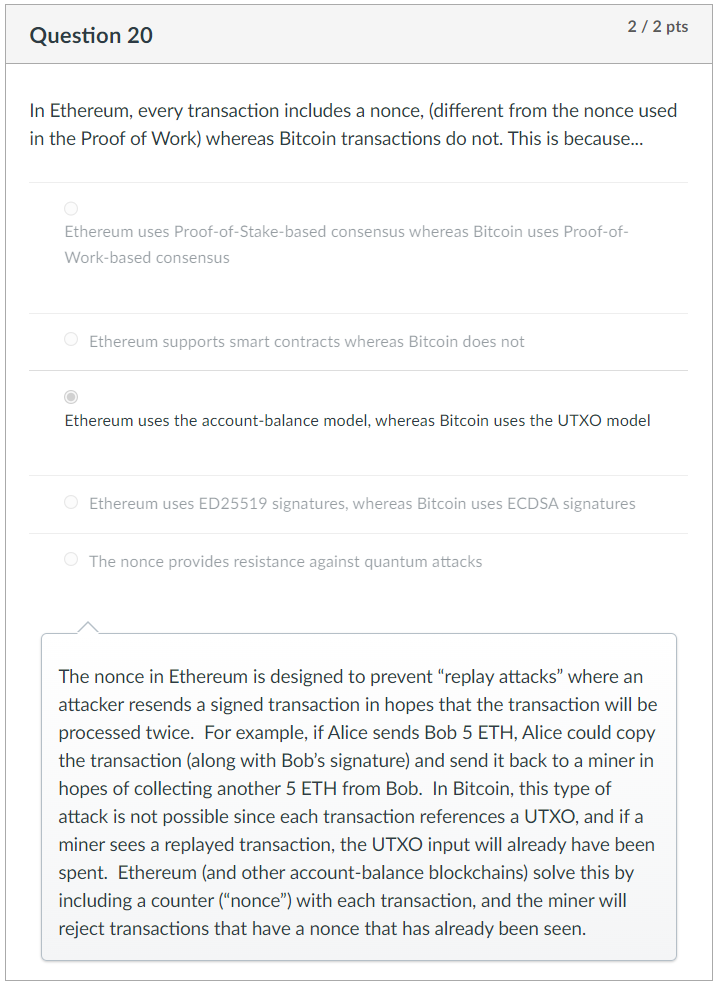 Question 20
2 / 2 pts
In Ethereum, every transaction includes a nonce, (different from the nonce used
in the Proof of Work) whereas Bitcoin transactions do not. This is because...
Ethereum uses Proof-of-Stake-based consensus whereas Bitcoin uses Proof-of-
Work-based consensus
Ethereum supports smart contracts whereas Bitcoin does not
Ethereum uses the account-balance model, whereas Bitcoin uses the UTXO model
Ethereum uses ED25519 signatures, whereas Bitcoin uses ECDSA signatures
The nonce provides resistance against quantum attacks
The nonce in Ethereum is designed to prevent “replay attacks” where an
attacker resends a signed transaction in hopes that the transaction will be
processed twice.  For example, if Alice sends Bob 5 ETH, Alice could copy
the transaction (along with Bob’s signature) and send it back to a miner in
hopes of collecting another 5 ETH from Bob.  In Bitcoin, this type of
attack is not possible since each transaction references a UTXO, and if a
miner sees a replayed transaction, the UTXO input will already have been
spent.  Ethereum (and other account-balance blockchains) solve this by
including a counter (“nonce”) with each transaction, and the miner will
reject transactions that have a nonce that has already been seen.